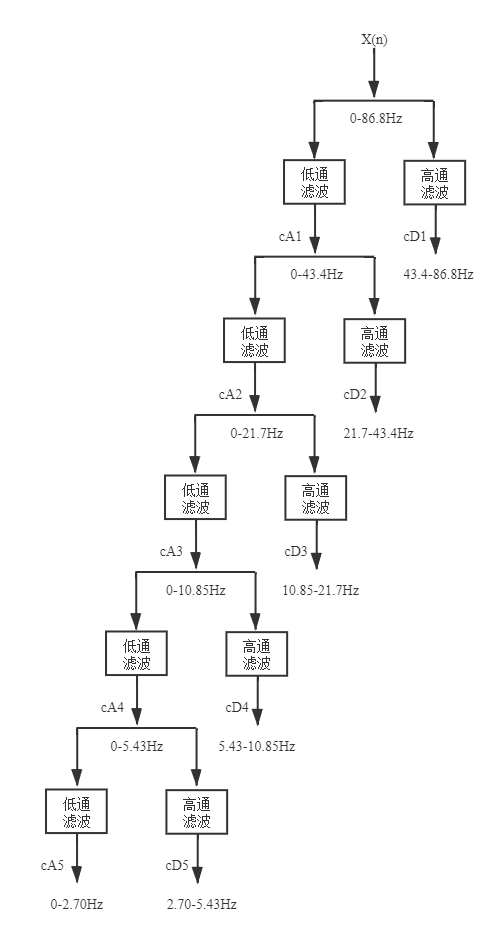 X(n)
0-86.8Hz
低通
滤波
高通
滤波
cA1
cD1
0-43.4Hz
43.4-86.8Hz
低通
滤波
高通
滤波
cA2
cD2
0-21.7Hz
21.7-43.4Hz
低通
滤波
高通
滤波
cA3
cD3
0-10.85Hz
10.85-21.7Hz
低通
滤波
高通
滤波
cA4
cD4
0-5.43Hz
5.43-10.85Hz
低通
滤波
高通
滤波
cA5
cD5
0-2.70Hz
2.70-5.43Hz